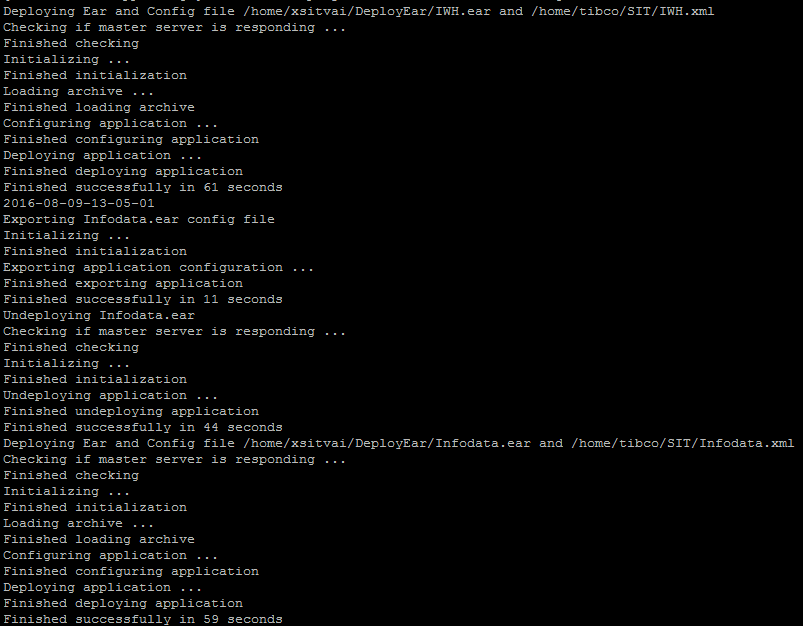 Deploying Ear and Config file /home/xsitvai/DeployEar/IWH.ear and /home/tibco/SIT/IWH.xml
Checking if master server is responding ...
Finished checking
Initializing ...
Finished initialization
Loading archive ...
Finished loading archive
Configuring application ...
Finished configuring application
Deploying application ...
Finished deploying application
Finished successfully in 61 seconds
2016-08-09-13-05-01
Exporting Infodata.ear config file
Initializing ...
Finished initialization
Exporting application configuration ...
Finished exporting application
Finished successfully in 11 seconds
Undeploying Infodata.ear
Checking if master server is responding ...
Finished checking
Initializing ...
Finished initialization
Undeploying application ...
Finished undeploying application
Finished successfully in 44 seconds
Deploying Ear and Config file /home/xsitvai/DeployEar/Infodata.ear and /home/tibco/SIT/Infodata.xml
Checking if master server is responding ...
Finished checking
Initializing ...
Finished initialization
Loading archive ...
Finished loading archive
Configuring application ...
Finished configuring application
Deploying application ...
Finished deploying application
Finished successfully in 59 seconds